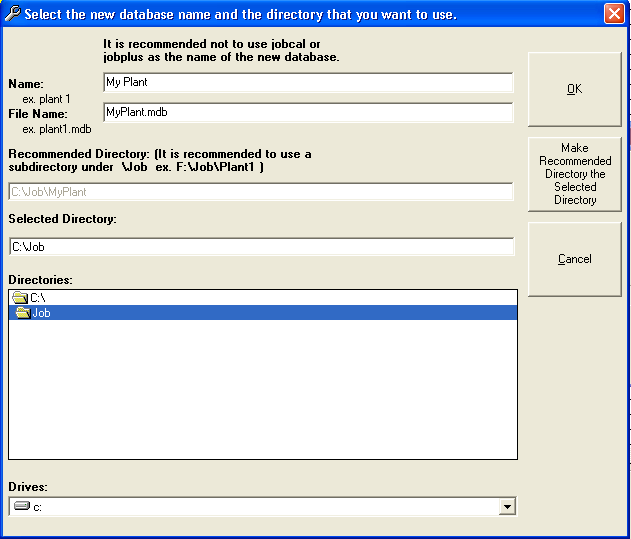 Select the new database name and the directory that you want to use.
It is recommended not to use jobcal or
jobplus as the name of the new database.
Name:
My Plant
ex. plant 1
File Name:
MyPlant.mdb
ex. plant1.mdb
Recommended Directory: (It is recommended to use a
subdirectory under \Job ex. F:\Job\Plant1 )
C:\Job\MyPlant
Selected Directory:
C:\Job
Directories:
C:\
Job
Drives:
c:
OK
Make
Recommended
Directory the
Selected
Directory
Cancel